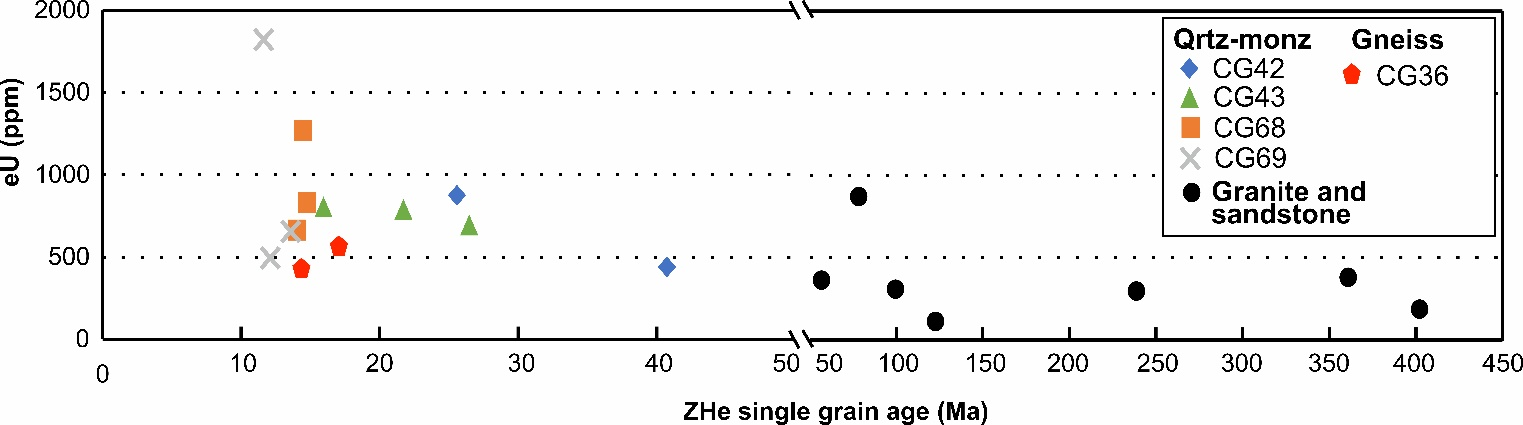 2000
1500
1000
500
0
eU (ppm)
Qrtz-monz
CG42
CG43
CG68
CG69
Granite and
sandstone
Gneiss
CG36
0 10 20 30 40 50 50 100 150 200 250 300 350 400 450
ZHe single grain age (Ma)